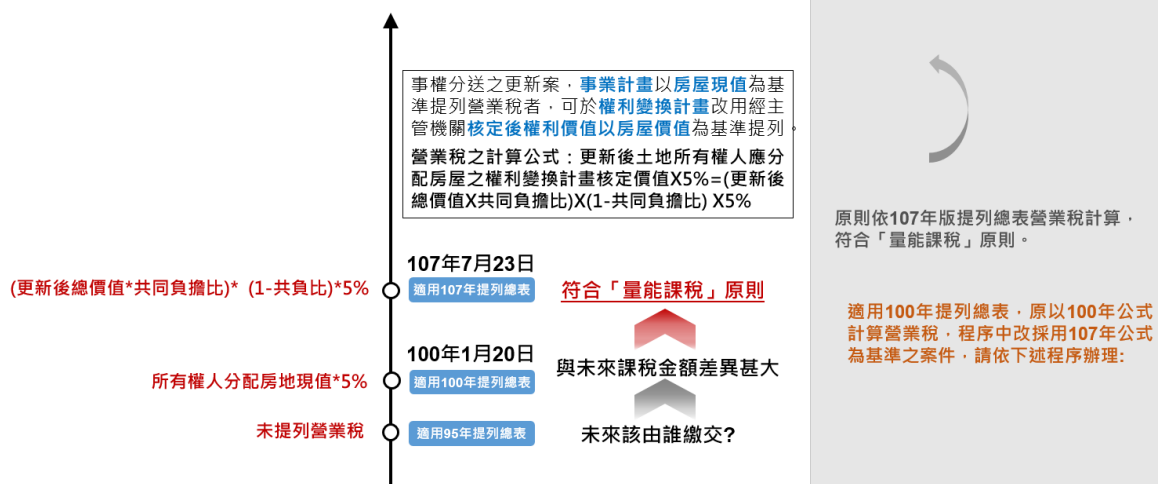 事權分送之更新案，事業計畫以房屋現值為基
準提列營業稅者，可於權利變換計畫改用經主
管機關核定後權利價值以房屋價值為基準提列。
營業稅之計算公式：更新後土地所有權人應分
配房屋之權利變換計畫核定價值X5%=(更新後
總價值X共同負擔比)X(1-共同負擔比) X5%
107年7月23日
(更新後總價值*共同負擔比)* (1-共負比)*5%
適用107年提列總表
符合「量能課稅」原則
100年1月20日
與未來課稅金額差異甚大
所有權人分配房地現值*5%
適用100年提列總表
未提列營業稅
適用95年提列總表
未來該由誰繳交?
原則依107年版提列總表營業稅計算，
符合「量能課稅」原則。
適用100年提列總表，原以100年公式
計算營業稅，程序中改採用107年公式
為基準之案件，請依下述程序辦理: